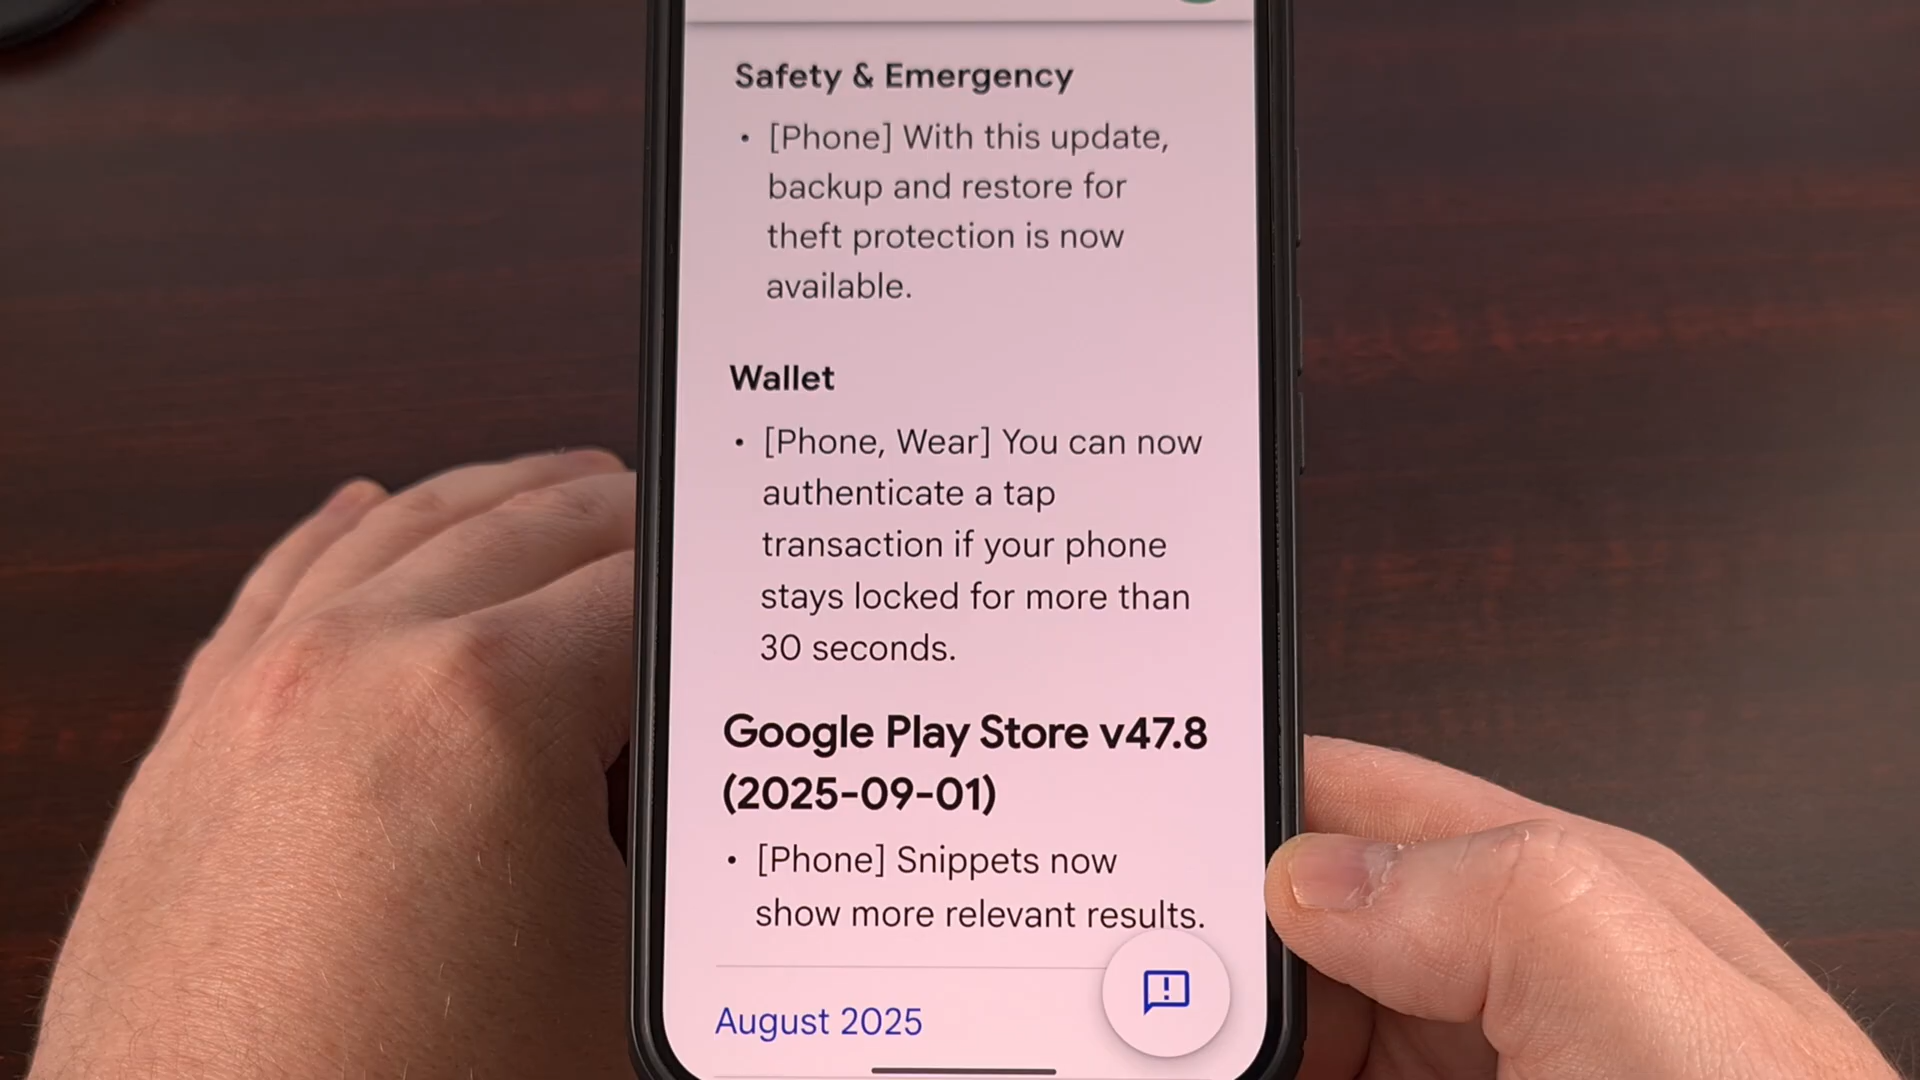 Safety & Emergency
• [Phone] With this update,
backup and restore for
theft protection is now
available.
Wallet
• [Phone, Wear] You can now
authenticate a tap
transaction if your phone
stays locked for more than
30 seconds.
Google Play Store v47.8
(2025-09-01)
• [Phone] Snippets now
show more relevant results.
August 2025